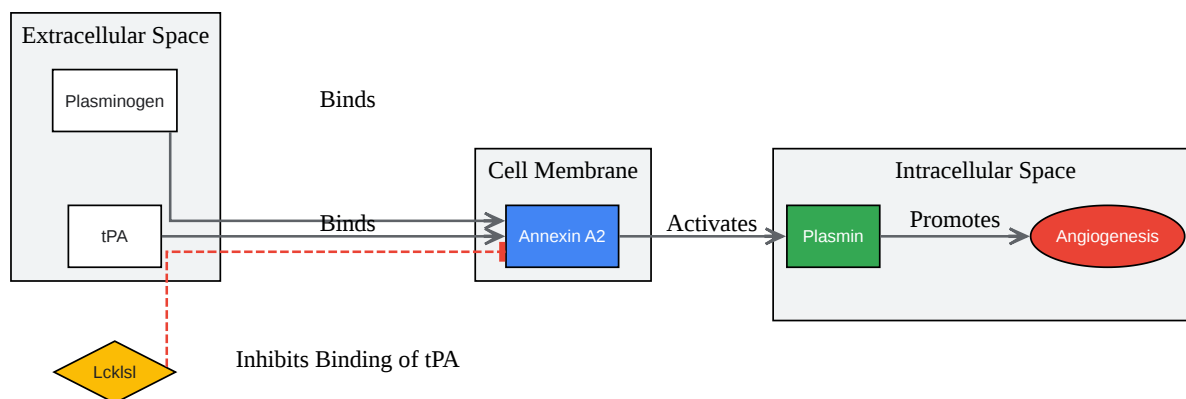 Extracellular Space
Plasminogen
Binds
Cell Membrane
Intracellular Space
tPA
Binds
Annexin A2
Activates
Plasmin
Promotes
Angiogenesis
Lcklsl
Inhibits Binding of tPA